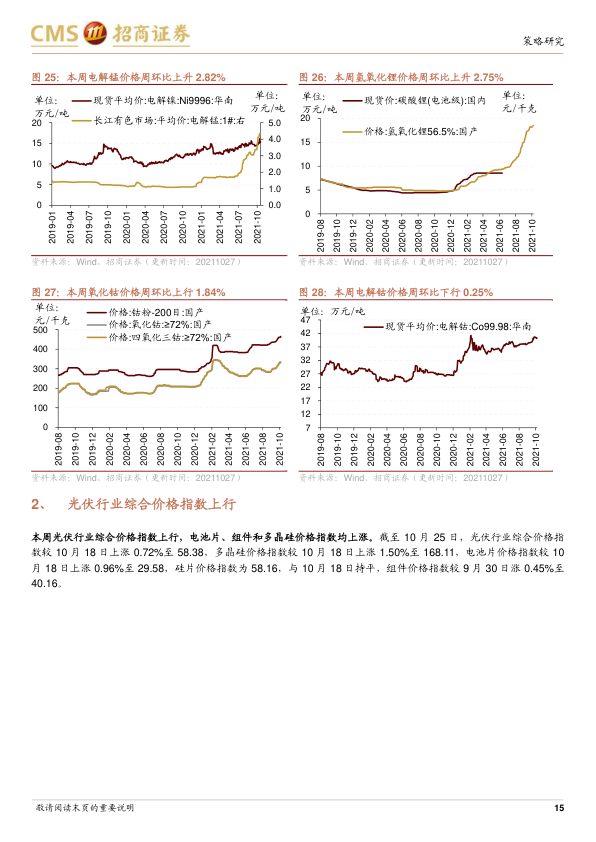 CMS 招商证券
策略研究
图 25：本周电解锰价格周环比上升 2.82%
单位：
万元/吨
现货平均价:电解镍:Ni9996:华南
长江有色市场:平均价:电解锰:1#:右
单位：
万元/吨
20
15
10
5
0
5.0
4.0
3.0
2.0
1.0
0.0
2019-01
2019-04
2019-07
2019-10
2020-01
2020-04
2020-07
2020-10
2021-01
2021-04
2021-07
2021-10
资料来源：Wind、招商证券（更新时间：20211027）
图 26：本周氢氧化锂价格周环比上升 2.75%
单位：
万元/吨
现货价:碳酸锂(电池级):国内
价格:氢氧化锂56.5%:国产
单位：
元/千克
20
15
20
10
5
0
2019-08
2019-10
2019-12
2020-02
2020-04
2020-06
2020-08
2020-10
2020-12
2021-02
2021-04
2021-06
2021-08
2021-10
资料来源：Wind、招商证券（更新时间：20211027）
图 27：本周氧化钴价格周环比上行 1.84%
单位：
元/千克
价格:钴粉-200目:国产
价格:氧化钴:≥72%:国产
价格:四氧化三钴:≥72%:国产
500
400
300
200
100
0
2019-08
2019-10
2019-12
2020-02
2020-04
2020-06
2020-08
2020-10
2020-12
2021-02
2021-04
2021-06
2021-08
2021-10
资料来源：Wind、招商证券（更新时间：20211027）
图 28：本周电解钴价格周环比下行 0.25%
单位：万元/吨
现货平均价:电解钴:Co99.98:华南
47
42
37
32
27
22
17
12
7
2019-08
2019-10
2019-12
2020-02
2020-04
2020-06
2020-08
2020-10
2020-12
2021-02
2021-04
2021-06
2021-08
2021-10
资料来源：Wind、招商证券（更新时间：20211027）
2、 光伏行业综合价格指数上行
本周光伏行业综合价格指数上行，电池片、组件和多晶硅价格指数均上涨。截至 10 月 25 日，光伏行业综合价格指
数较 10 月 18 日上涨 0.72%至 58.38，多晶硅价格指数较 10 月 18 日上涨 1.50%至 168.11，电池片价格指数较 10
月 18 日上涨 0.96%至 29.58，硅片价格指数为 58.16，与 10 月 18 日持平，组件价格指数较 9 月 30 日涨 0.45%至
40.16。
敬请阅读末页的重要说明
15